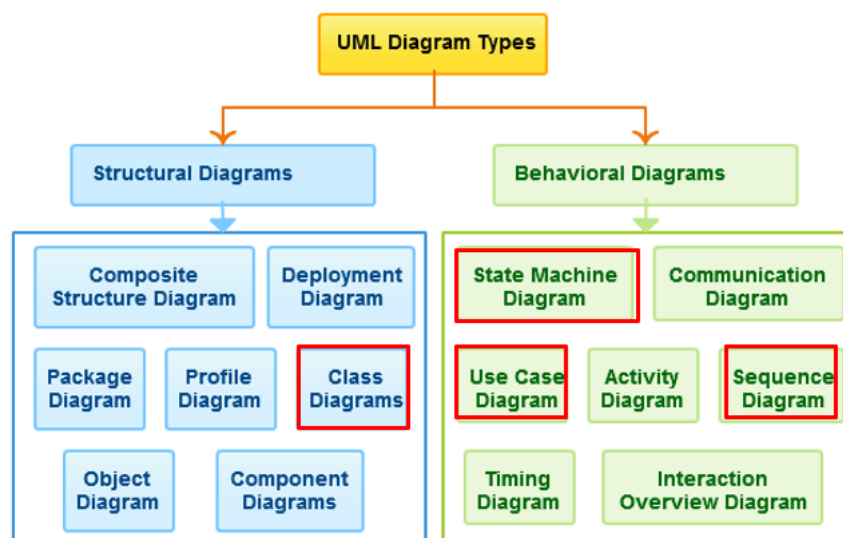 UML Diagram Types
Structural Diagrams
Behavioral Diagrams
Composite
Structure Diagram
Deployment
Diagram
Package
Diagram
Profile
Diagram
Class
Diagrams
Object
Diagram
Component
Diagrams
State Machine
Diagram
Communication
Diagram
Use Case
Diagram
Activity
Diagram
Sequence
Diagram
Timing
Diagram
Interaction
Overview Diagram